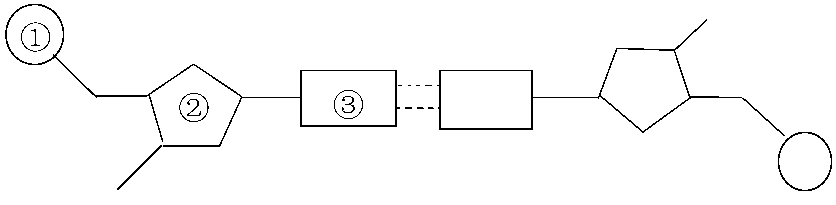 ①
②
③